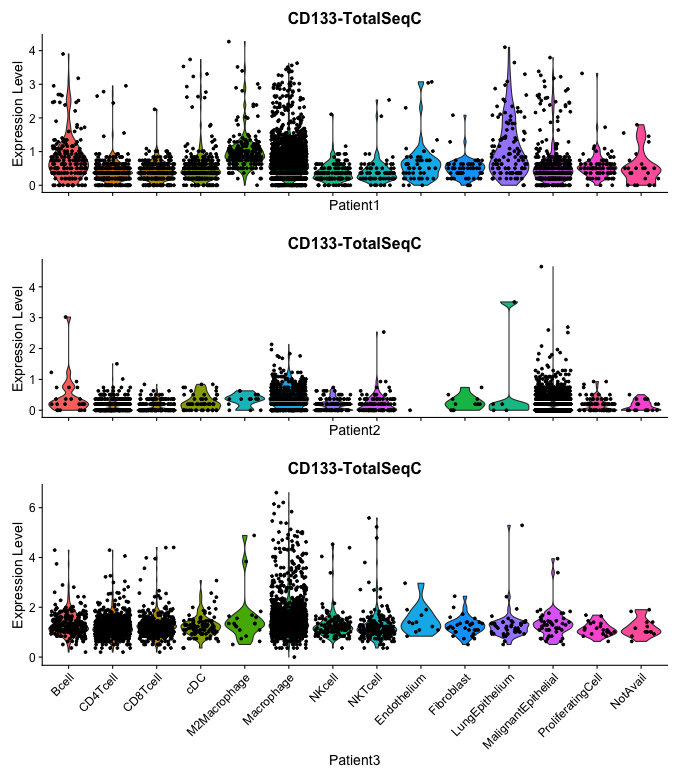 CD133-TotalSeqC
Expression Level
4
3
2
1
0
Patient1
CD133-TotalSeqC
Expression Level
4
3
2
1
0
Patient2
CD133-TotalSeqC
Expression Level
6
4
2
0
Bcell
CD4Tcell
CD8Tcell
cDC
M2Macrophage
Macrophage
NKcell
NKTcell
Endothelium
Fibroblast
LungEpithelium
MalignantEpithelial
ProliferatingCell
NotAvail
Patient3